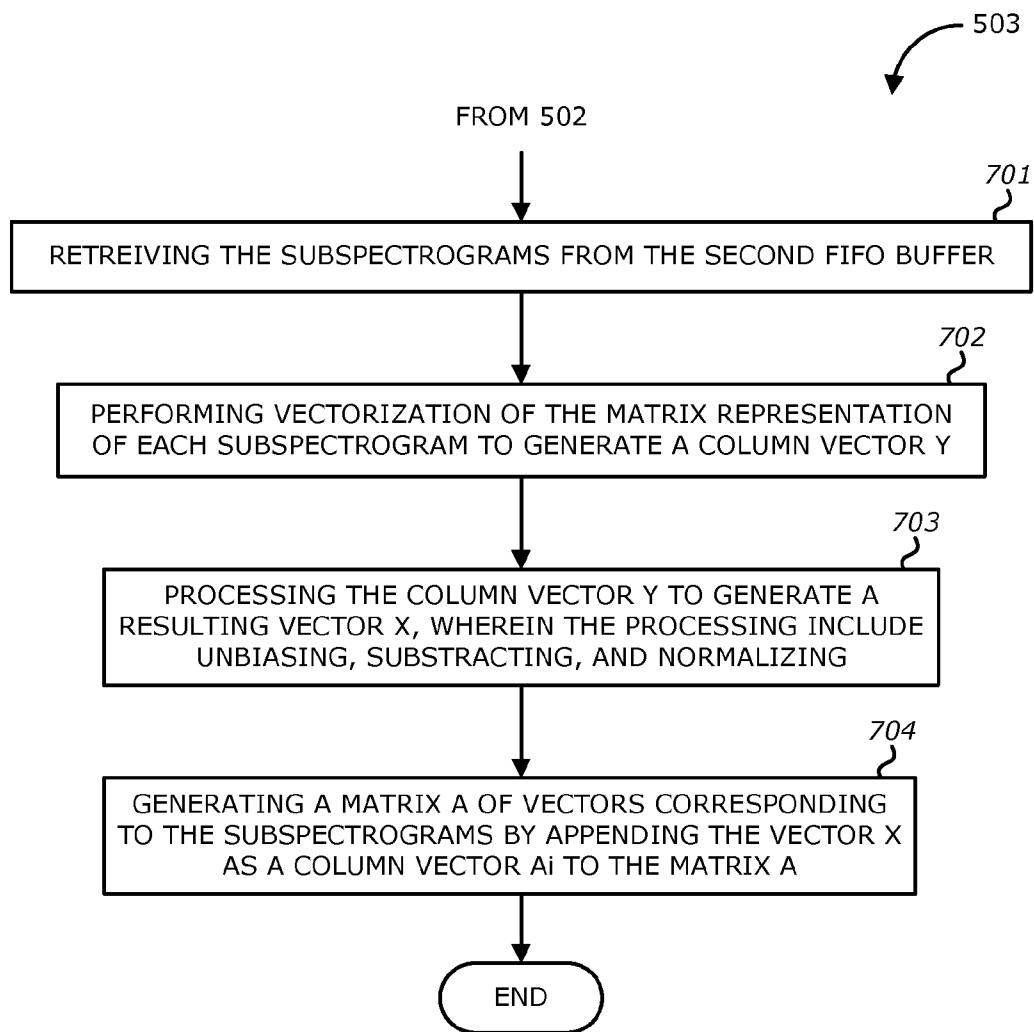 503
FROM 502
701
RETREIVING THE SUBSPECTROGRAMS FROM THE SECOND FIFO BUFFER
702
PERFORMING VECTORIZATION OF THE MATRIX REPRESENTATION
OF EACH SUBSPECTROGRAM TO GENERATE A COLUMN VECTOR Y
703
PROCESSING THE COLUMN VECTOR Y TO GENERATE A
RESULTING VECTOR X, WHEREIN THE PROCESSING INCLUDE
UNBIASING, SUBSTRACTING, AND NORMALIZING
704
GENERATING A MATRIX A OF VECTORS CORRESPONDING
TO THE SUBSPECTROGRAMS BY APPENDING THE VECTOR X
AS A COLUMN VECTOR Ai TO THE MATRIX A
END